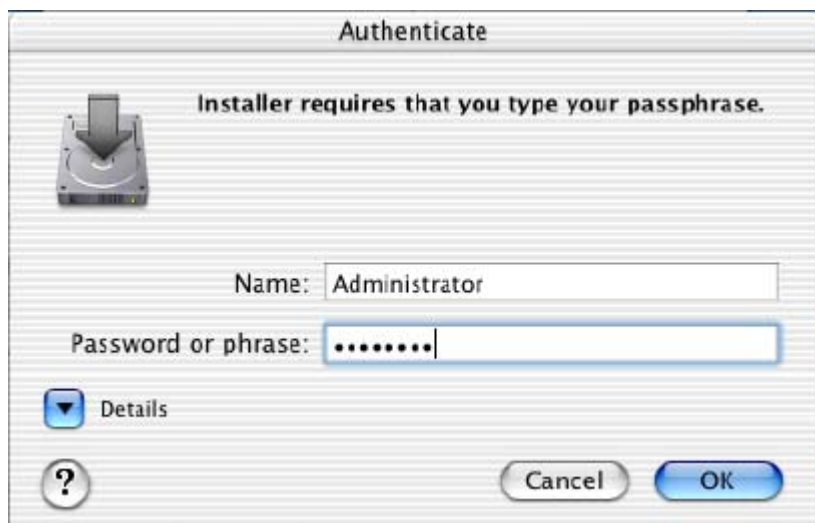 Authenticate
Installer requires that you type your passphrase.
Name: Administrator
Password or phrase: ••••••••
Details
? Cancel OK